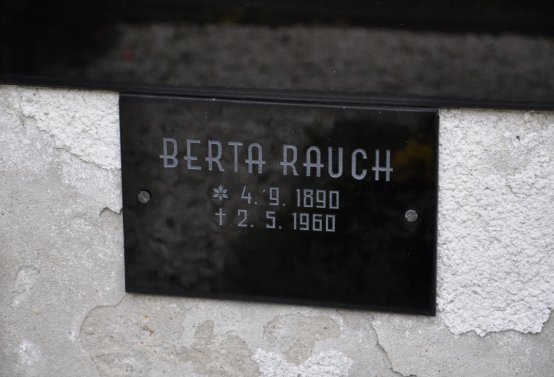 BERTA RAUCH
* 4. 9. 1890
† 2. 5. 1960